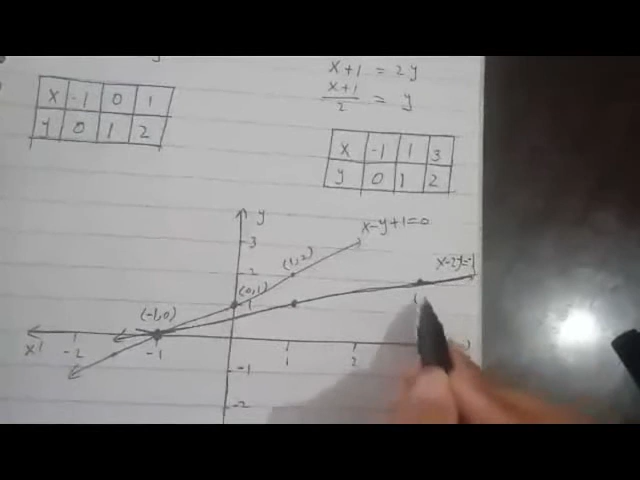 x+1 = 2y
x+1
2 = y
x -1 0 1
y 0 1 2
x -1 1 3
y 0 1 2
y
x-y+1=0
3
2
(1,2)
x-2y=-1
(0,1)
1
(-1,0)
x'
-2
-1
1
2
-1
-2